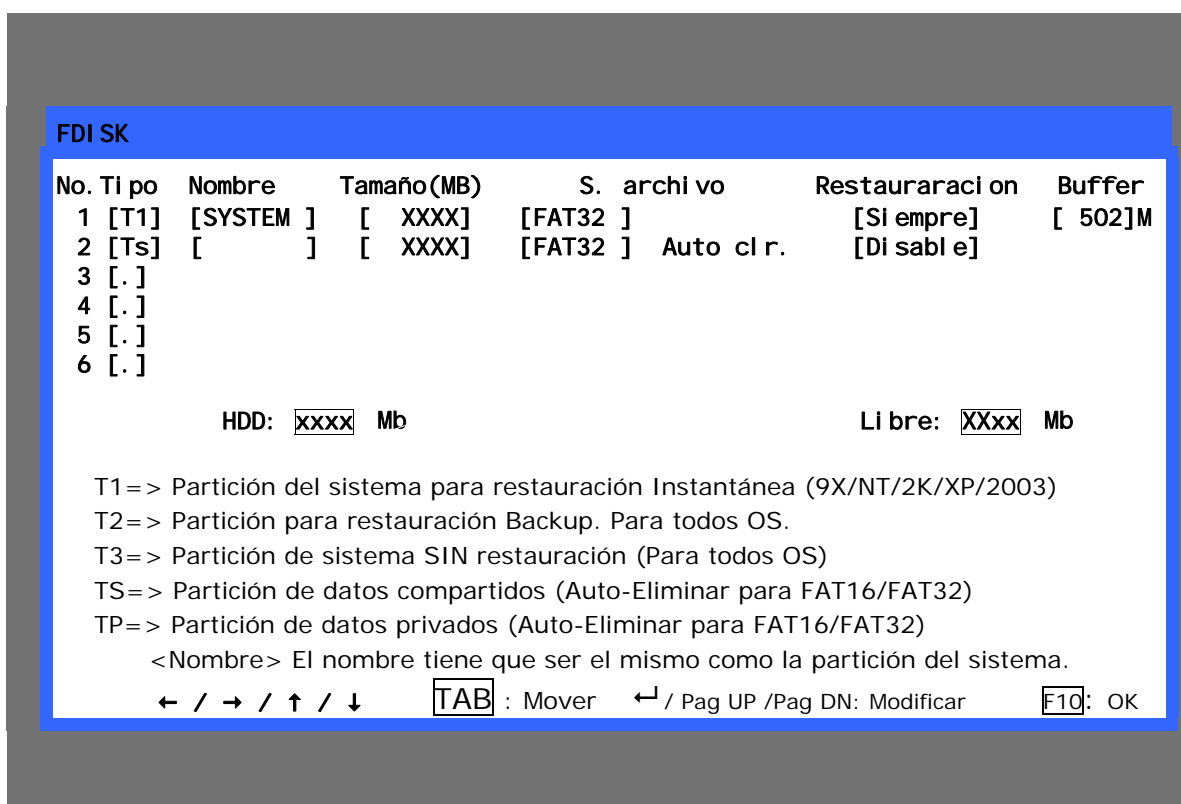 FDISK
No. Tipo Nombre Tamaño(MB) S. archivo Restauraracion Buffer
1 [T1] [SYSTEM ] [ XXXX] [FAT32 ] [Siempre] [ 502]M
2 [Ts] [ ] [ XXXX] [FAT32 ] Auto clr. [Disable]
3 [.]
4 [.]
5 [.]
6 [.]
HDD: xxxx Mb Libre: XXxx Mb
T1=> Partición del sistema para restauración Instantánea (9X/NT/2K/XP/2003)
T2=> Partición para restauración Backup. Para todos OS.
T3=> Partición de sistema SIN restauración (Para todos OS)
TS=> Partición de datos compartidos (Auto-Eliminar para FAT16/FAT32)
TP=> Partición de datos privados (Auto-Eliminar para FAT16/FAT32)
<Nombre> El nombre tiene que ser el mismo como la partición del sistema.
← / → / ↑ / ↓ TAB : Mover ↵ / Pag UP /Pag DN: Modificar F10: OK